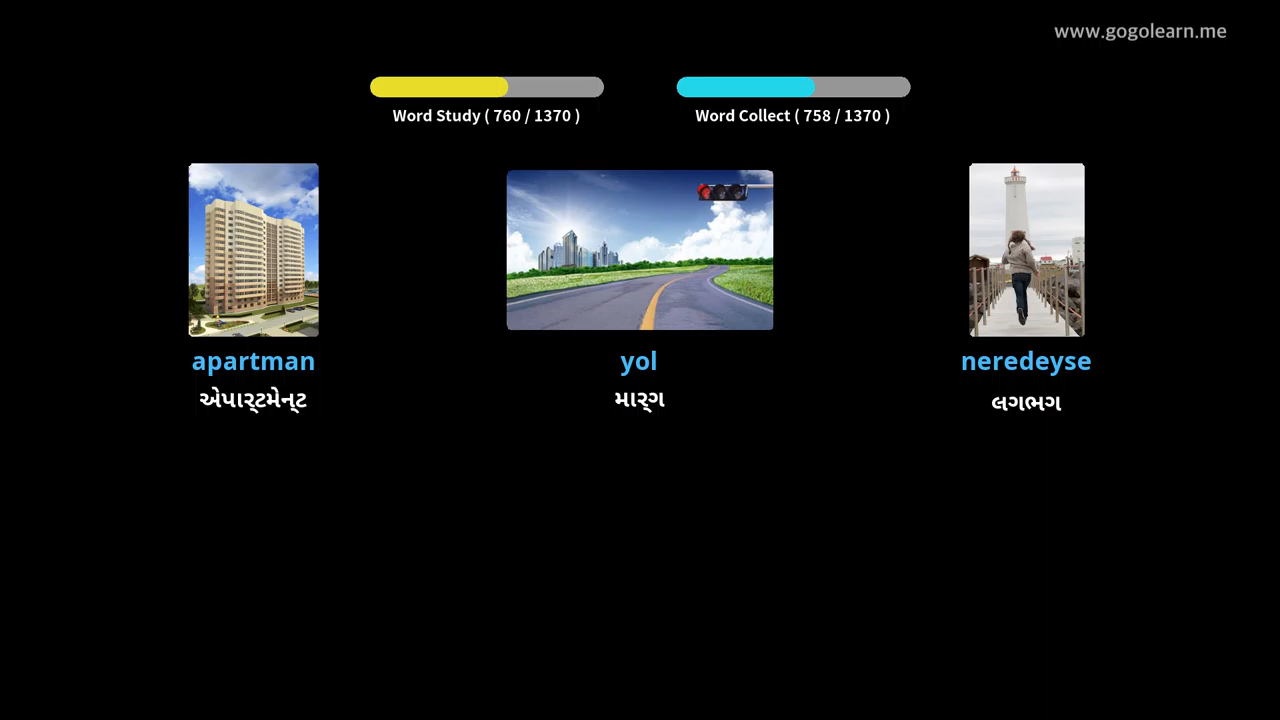 www.gogolearn.me
Word Study ( 760 / 1370 )
Word Collect ( 758 / 1370 )
apartman
yol
neredeyse
એપાર્ટમેન્ટ
માર્ગ
લગભગ